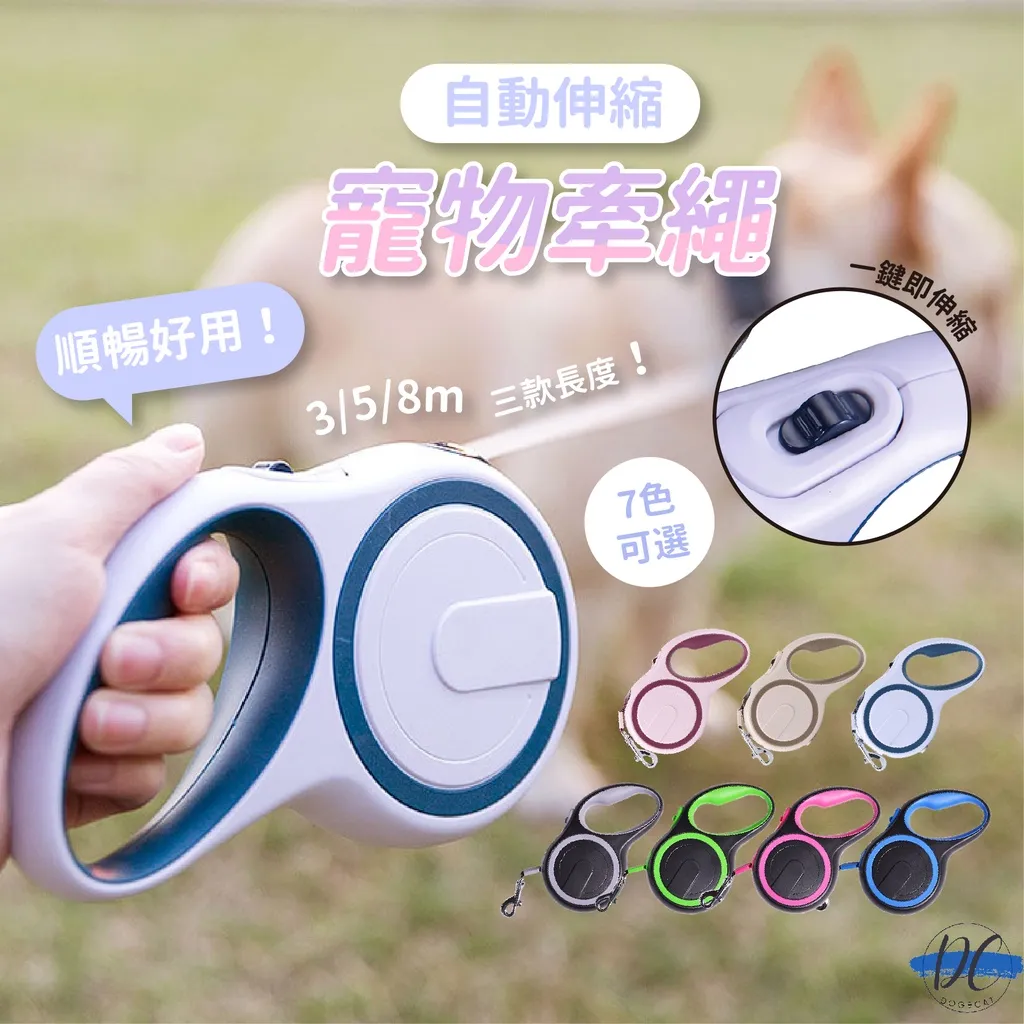 自動伸縮
寵物牽繩
一鍵即伸縮
順暢好用！
3/5/8m 三款長度！
7色
可選
DC
DOG&CAT